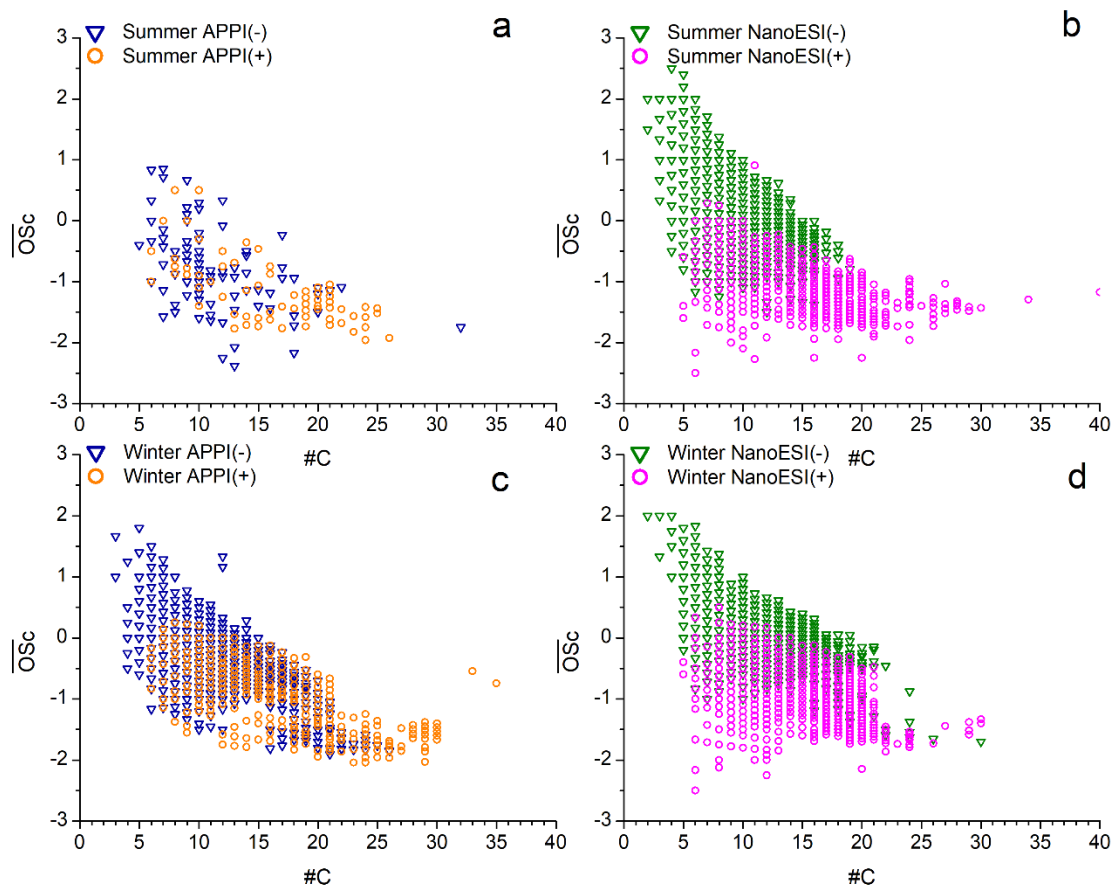 Summer APPI(-)
Summer APPI(+)
a
3
2
1
0
-1
-2
-3
OSc
0 5 10 15 20 25 30 35 40
#C
Summer NanoESI(-)
Summer NanoESI(+)
b
3
2
1
0
-1
-2
-3
OSc
0 5 10 15 20 25 30 35 40
#C
Winter APPI(-)
Winter APPI(+)
c
3
2
1
0
-1
-2
-3
OSc
0 5 10 15 20 25 30 35 40
#C
Winter NanoESI(-)
Winter NanoESI(+)
d
3
2
1
0
-1
-2
-3
OSc
0 5 10 15 20 25 30 35 40
#C